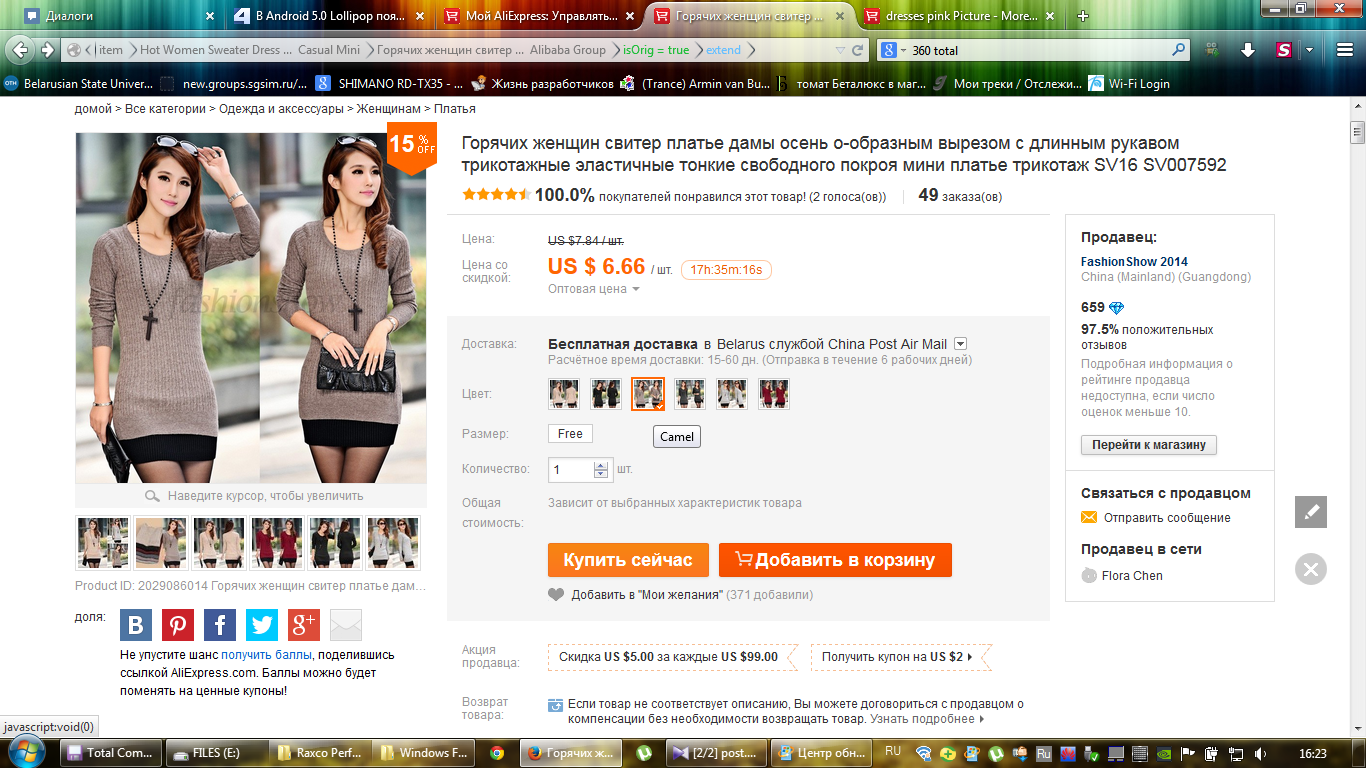 Диалоги
В Android 5.0 Lollipop поя...
Мой AliExpress: Управлять...
Горячих женщин свитер ...
dresses pink Picture - More...
item
Hot Women Sweater Dress ...
Casual Mini
Горячих женщин свитер ...
Alibaba Group
isOrig = true
extend
360 total
Belarusian State Univer...
new.groups.sgsim.ru/...
SHIMANO RD-TX35 - ...
Жизнь разработчиков
(Trance) Armin van Bu...
томат Беталюкс в маг...
Мои треки / Отслежи...
Wi-Fi Login
домой > Все категории > Одежда и аксессуары > Женщинам > Платья
15 % OFF
fashionshow
Горячих женщин свитер платье дамы осень о-образным вырезом с длинным рукавом
трикотажные эластичные тонкие свободного покроя мини платье трикотаж SV16 SV007592
100.0% покупателей понравился этот товар! (2 голоса(ов))
49 заказа(ов)
Цена: US $7.84 / шт.
Цена со скидкой: US $ 6.66 / шт. 17h:35m:16s
Оптовая цена
Доставка: Бесплатная доставка в Belarus службой China Post Air Mail
Расчётное время доставки: 15-60 дн. (Отправка в течение 6 рабочих дней)
Цвет:
Размер: Free
Camel
Количество: 1 шт.
Общая стоимость: Зависит от выбранных характеристик товара
Купить сейчас
Добавить в корзину
Добавить в "Мои желания" (371 добавили)
Наведите курсор, чтобы увеличить
Product ID: 2029086014 Горячих женщин свитер платье дам...
доля:
Не упустите шанс получить баллы, поделившись
ссылкой AliExpress.com. Баллы можно будет
поменять на ценные купоны!
Акция продавца:
Скидка US $5.00 за каждые US $99.00
Получить купон на US $2
Возврат товара:
Если товар не соответствует описанию, Вы можете договориться с продавцом о
компенсации без необходимости возвращать товар. Узнать подробнее
Продавец:
FashionShow 2014
China (Mainland) (Guangdong)
659
97.5% положительных
отзывов
Подробная информация о
рейтинге продавца
недоступна, если число
оценок меньше 10.
Перейти к магазину
Связаться с продавцом
Отправить сообщение
Продавец в сети
Flora Chen
javascript:void(0)
Total Com...
FILES (E:)
Raxco Perf...
Windows F...
Горячих ж...
[2/2] post....
Центр обн...
RU
Ru
16:23